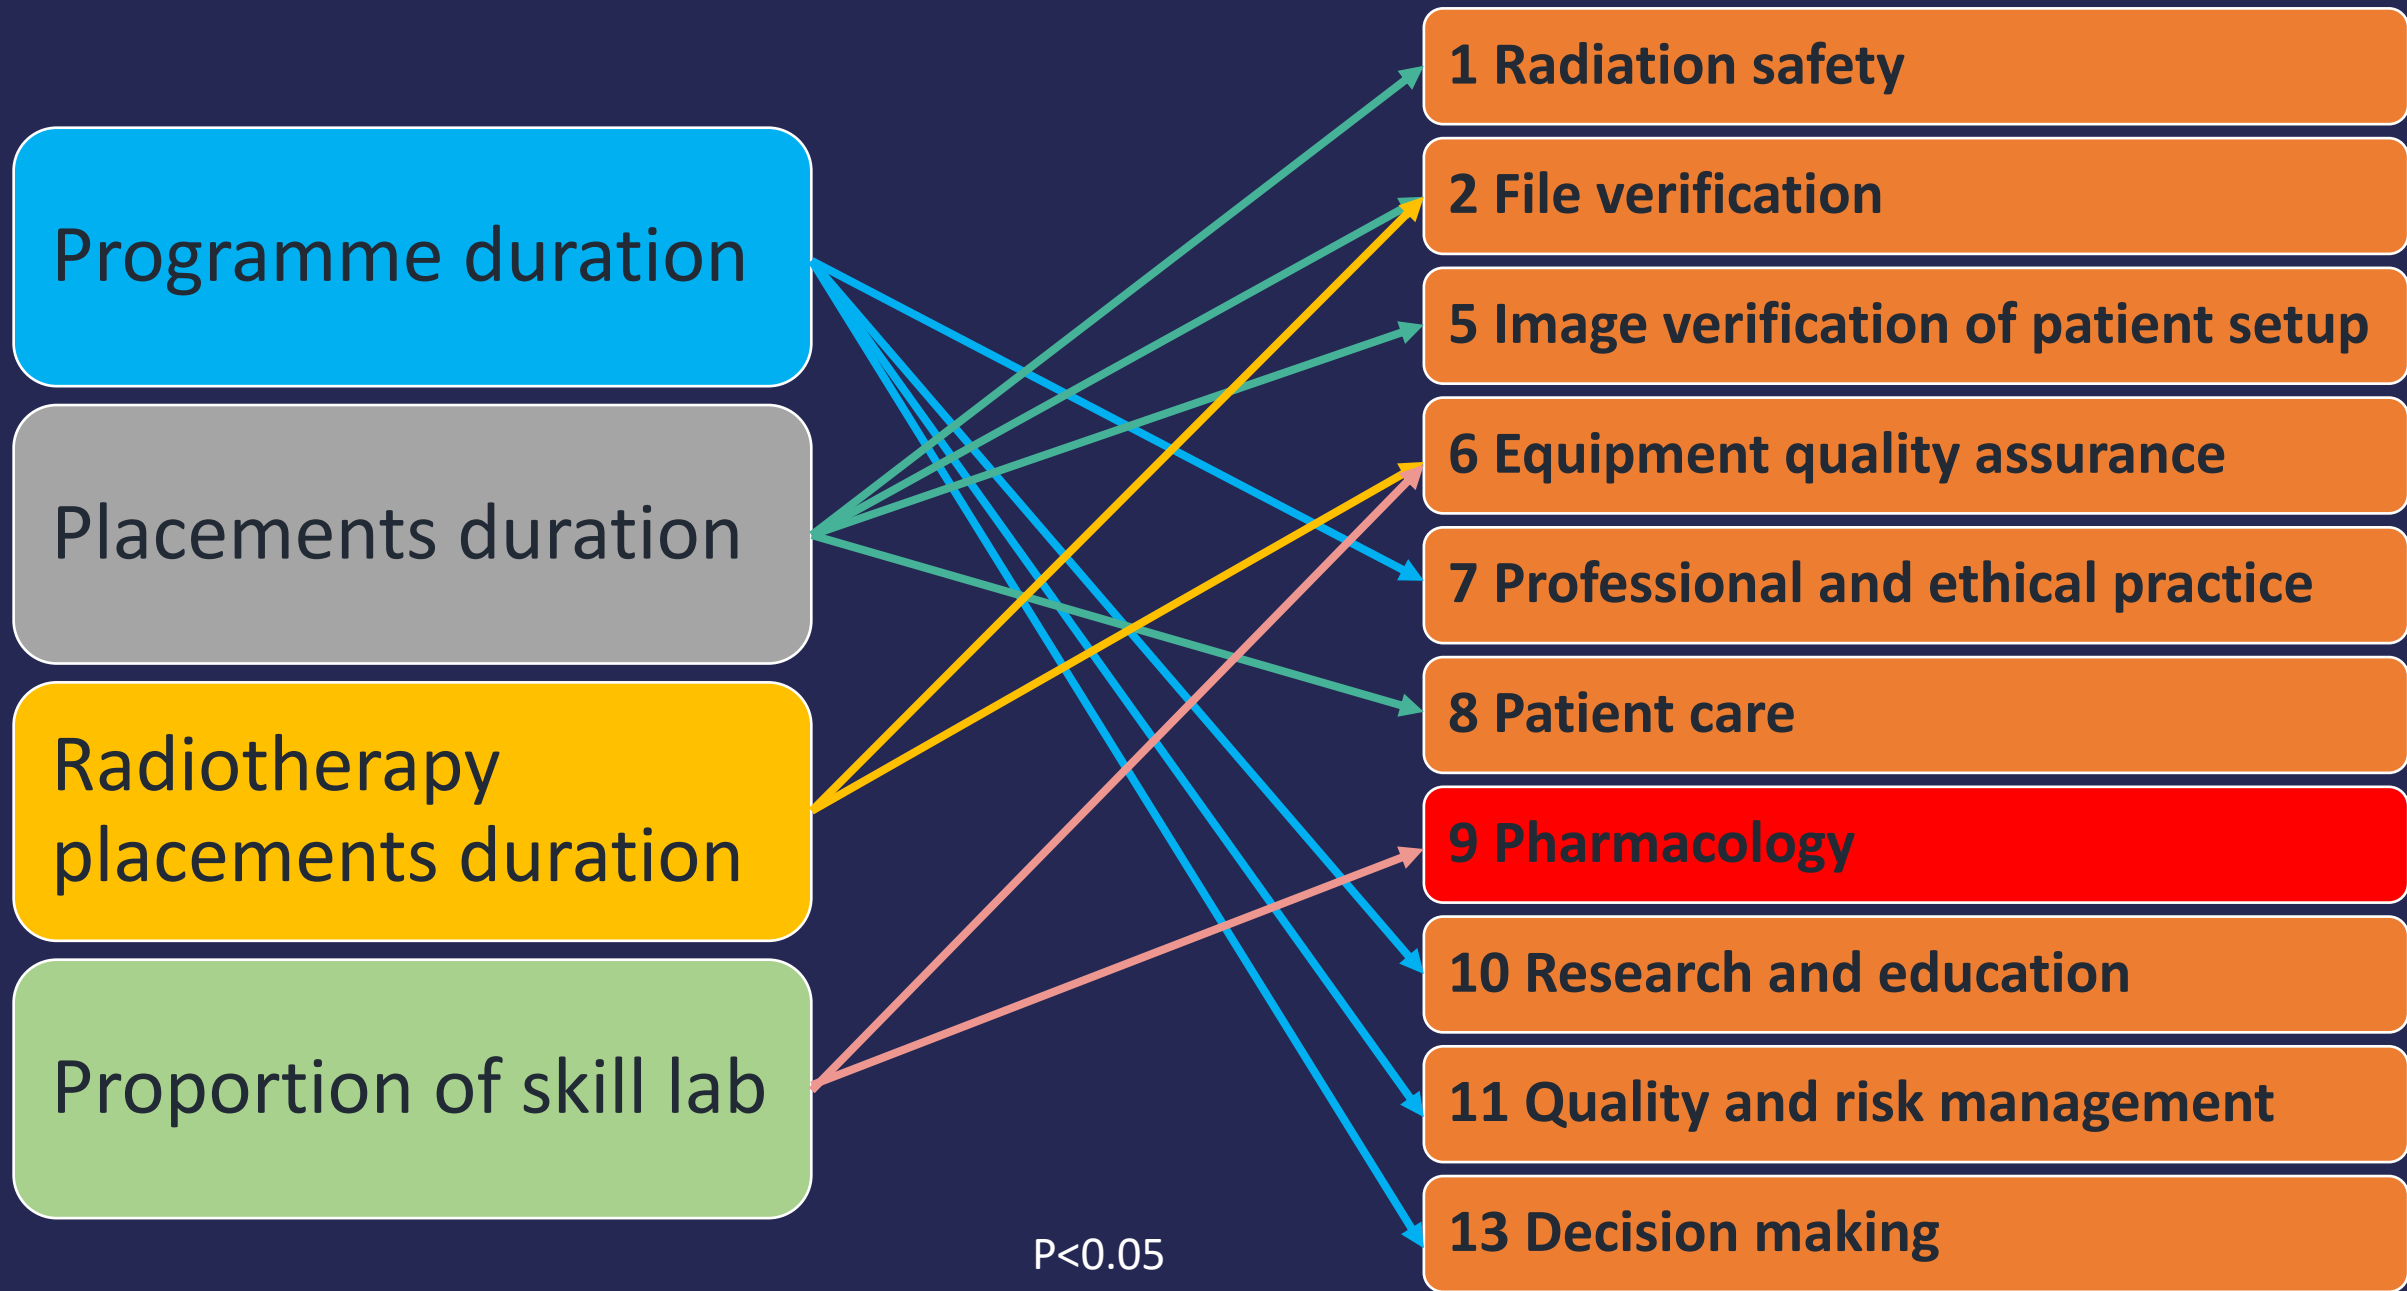 Programme duration
Placements duration
Radiotherapy
placements duration
Proportion of skill lab
1 Radiation safety
2 File verification
5 Image verification of patient setup
6 Equipment quality assurance
7 Professional and ethical practice
8 Patient care
9 Pharmacology
10 Research and education
11 Quality and risk management
13 Decision making
P<0.05